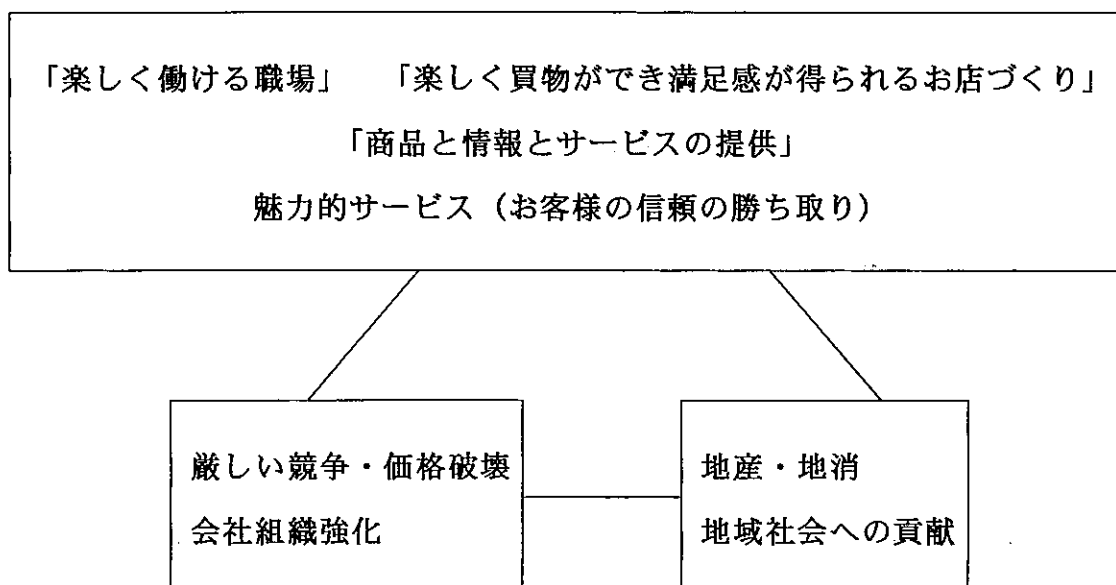 「楽しく働ける職場」 「楽しく買物ができ満足感が得られるお店づくり」
「商品と情報とサービスの提供」
魅力的サービス（お客様の信頼の勝ち取り）
厳しい競争・価格破壊
会社組織強化
地産・地消
地域社会への貢献